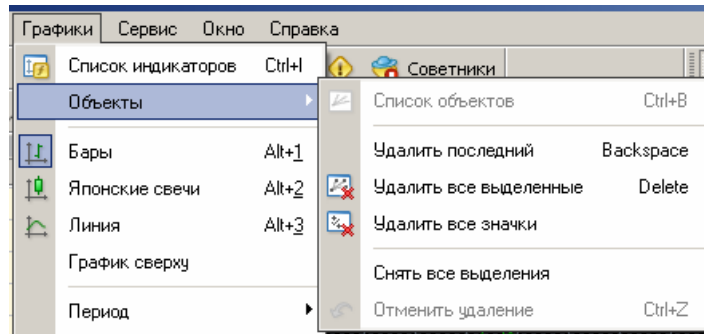 Графики Сервис Окно Справка
Список индикаторов Ctrl+I
Советники
Объекты
Список объектов Ctrl+B
Бары Alt+1
Удалить последний Backspace
Японские свечи Alt+2
Удалить все выделенные Delete
Линия Alt+3
Удалить все значки
График сверху
Снять все выделения
Период
Отменить удаление Ctrl+Z